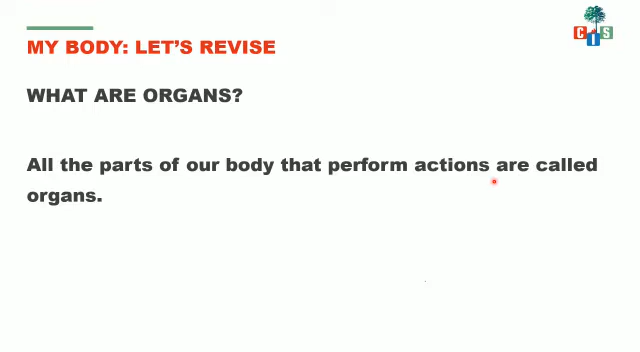 CIS
MY BODY: LET'S REVISE
WHAT ARE ORGANS?
All the parts of our body that perform actions are called
organs.